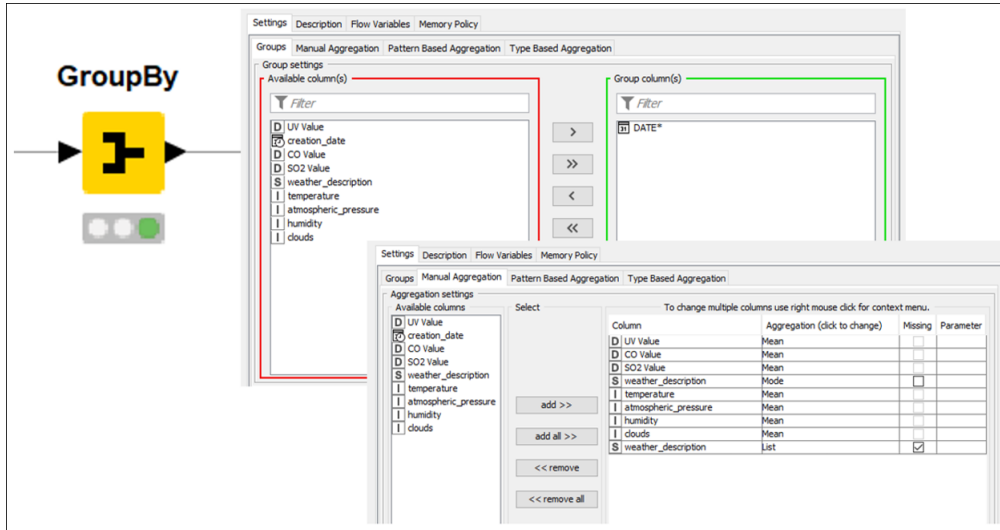 GroupBy
Settings Description Flow Variables Memory Policy
Groups Manual Aggregation Pattern Based Aggregation Type Based Aggregation
Group settings
Available column(s)
Filter
D UV Value
creation_date
D CO Value
D SO2 Value
S weather_description
I temperature
I atmospheric_pressure
I humidity
I clouds
>
>>
<
<<
Group column(s)
Filter
31 DATE*
Settings Description Flow Variables Memory Policy
Groups Manual Aggregation Pattern Based Aggregation Type Based Aggregation
Aggregation settings
Available columns
D UV Value
creation_date
D CO Value
D SO2 Value
S weather_description
I temperature
I atmospheric_pressure
I humidity
I clouds
Select
add >>
add all >>
<< remove
<< remove all
To change multiple columns use right mouse click for context menu.
Column Aggregation (click to change) Missing Parameter
D UV Value Mean
D CO Value Mean
D SO2 Value Mean
S weather_description Mode
I temperature Mean
I atmospheric_pressure Mean
I humidity Mean
I clouds Mean
S weather_description List